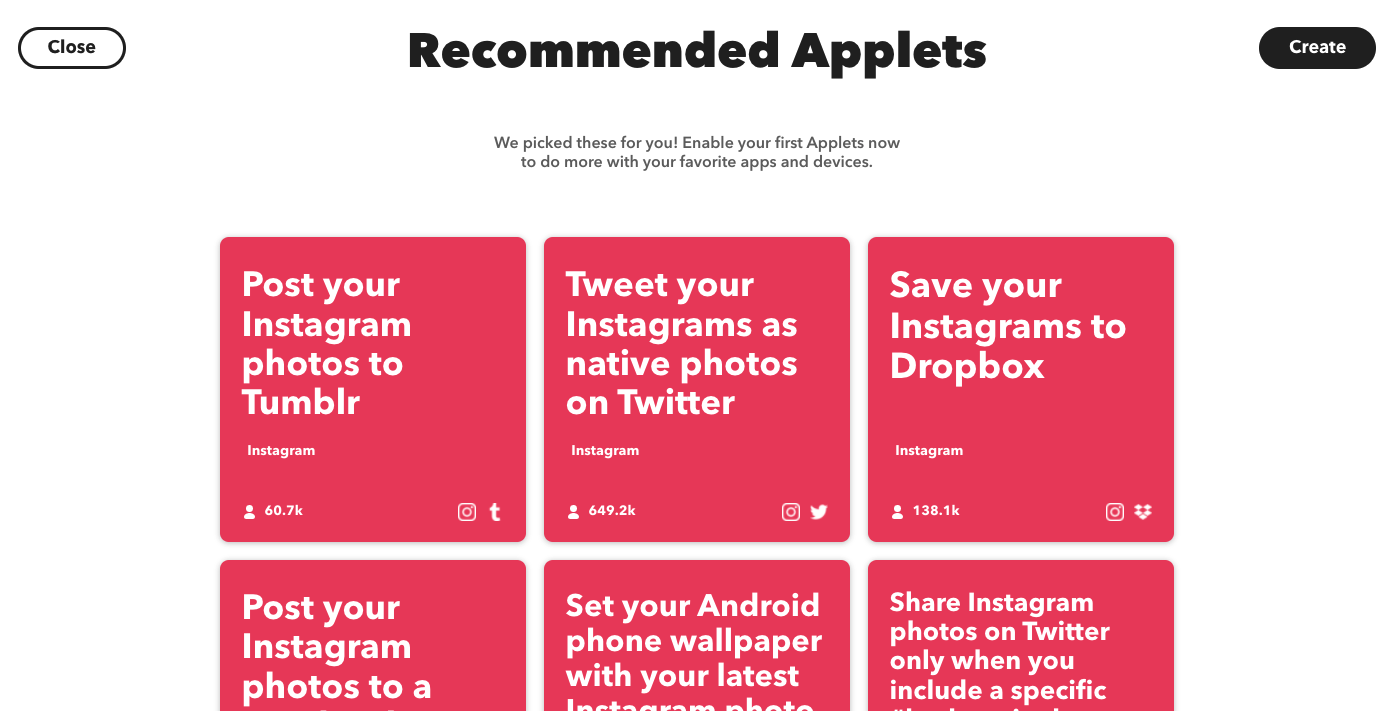 Close
Recommended Applets
Create
We picked these for you! Enable your first Applets now
to do more with your favorite apps and devices.
Post your
Instagram
photos to
Tumblr
Instagram
60.7k
Tweet your
Instagrams as
native photos
on Twitter
Instagram
649.2k
Save your
Instagrams to
Dropbox
Instagram
138.1k
Post your
Instagram
photos to a
Set your Android
phone wallpaper
with your latest
Instagram photo
Share Instagram
photos on Twitter
only when you
include a specific